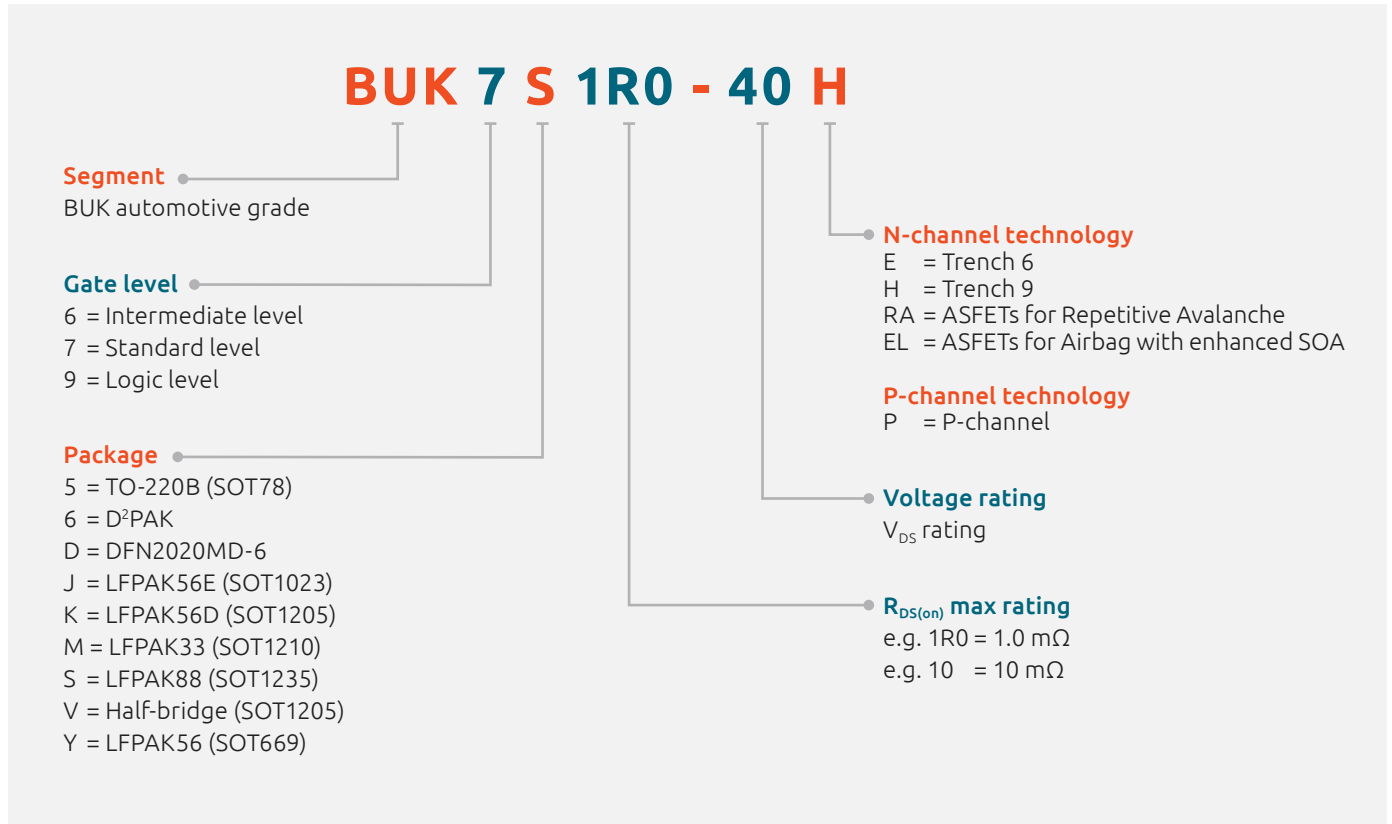 BUK 7 S 1R0 - 40 H
Segment
BUK automotive grade
Gate level
6 = Intermediate level
7 = Standard level
9 = Logic level
Package
5 = TO-220B (SOT78)
6 = D²PAK
D = DFN2020MD-6
J = LFPAK56E (SOT1023)
K = LFPAK56D (SOT1205)
M = LFPAK33 (SOT1210)
S = LFPAK88 (SOT1235)
V = Half-bridge (SOT1205)
Y = LFPAK56 (SOT669)
N-channel technology
E = Trench 6
H = Trench 9
RA = ASFETs for Repetitive Avalanche
EL = ASFETs for Airbag with enhanced SOA
P-channel technology
P = P-channel
Voltage rating
VDS rating
RDS(on) max rating
e.g. 1R0 = 1.0 mΩ
e.g. 10 = 10 mΩ